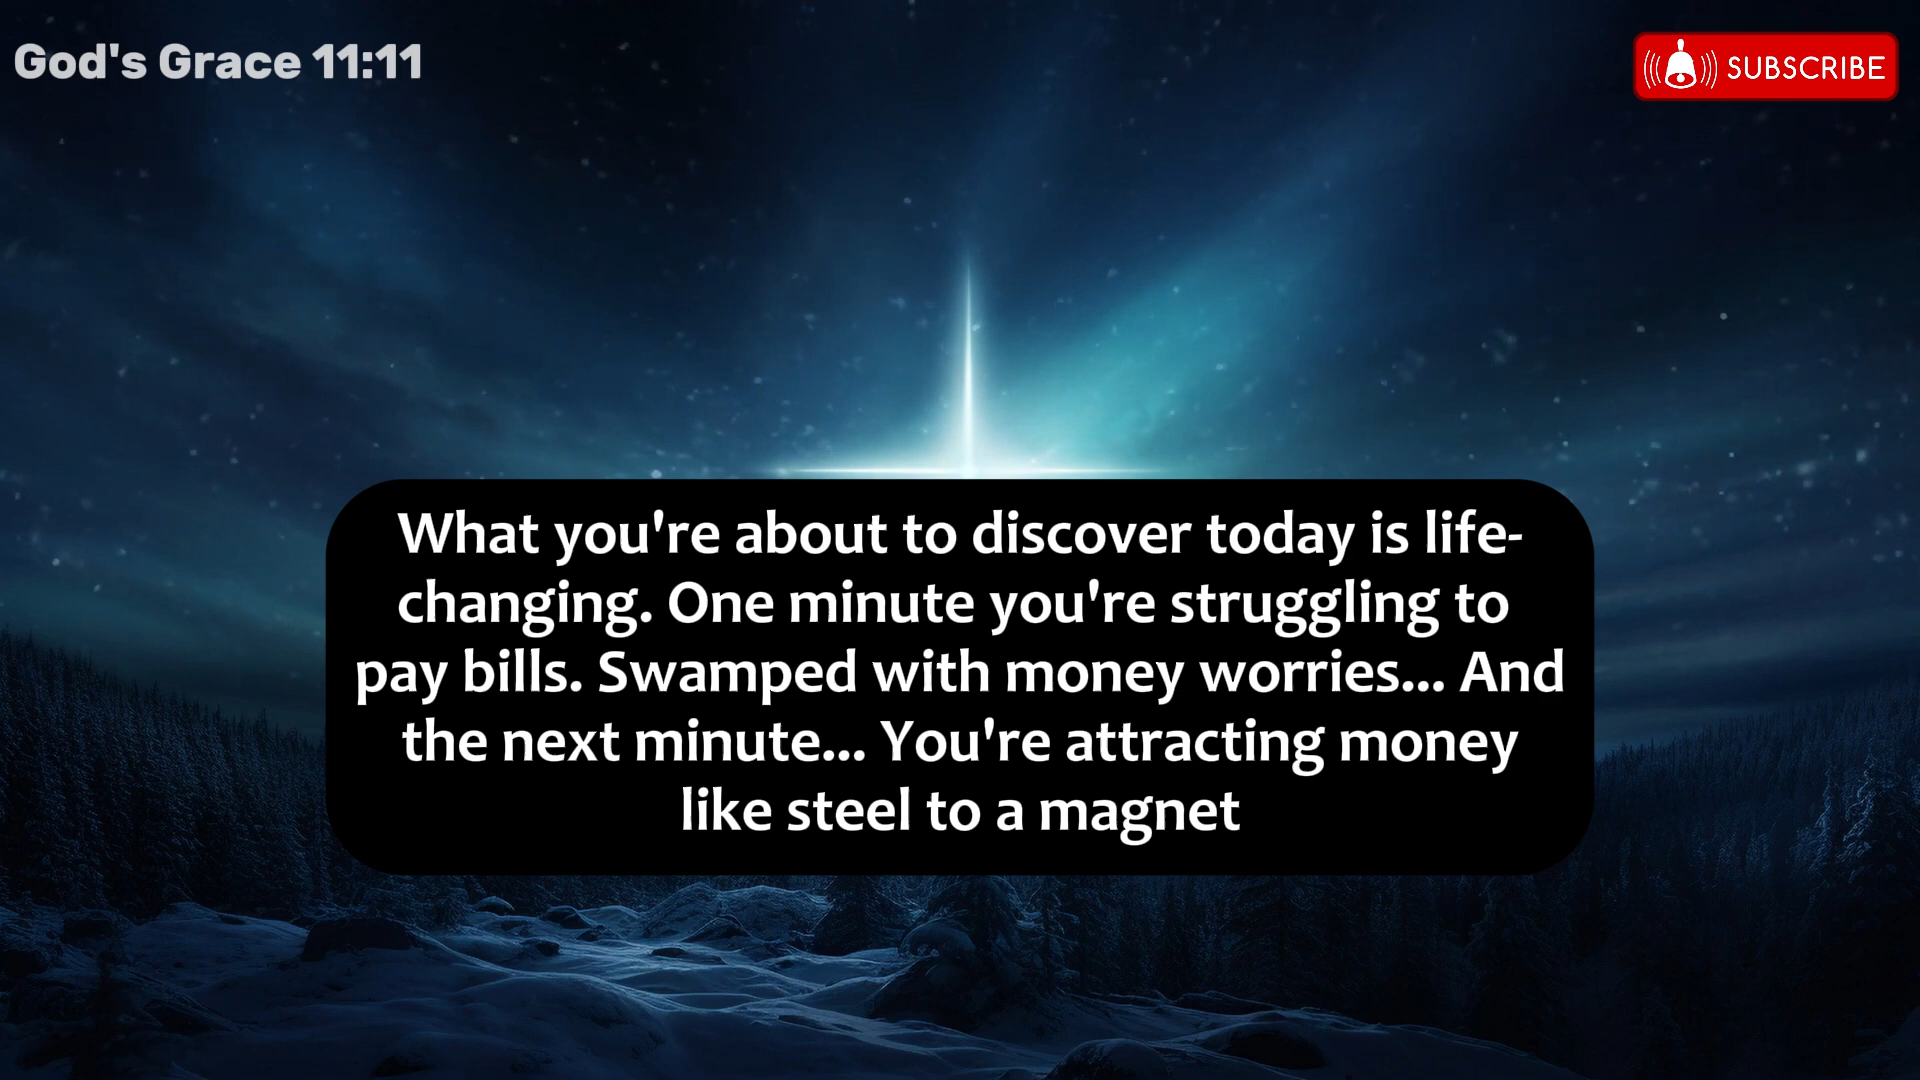 God's Grace 11:11
SUBSCRIBE
What you're about to discover today is life-
changing. One minute you're struggling to
pay bills. Swamped with money worries... And
the next minute... You're attracting money
like steel to a magnet